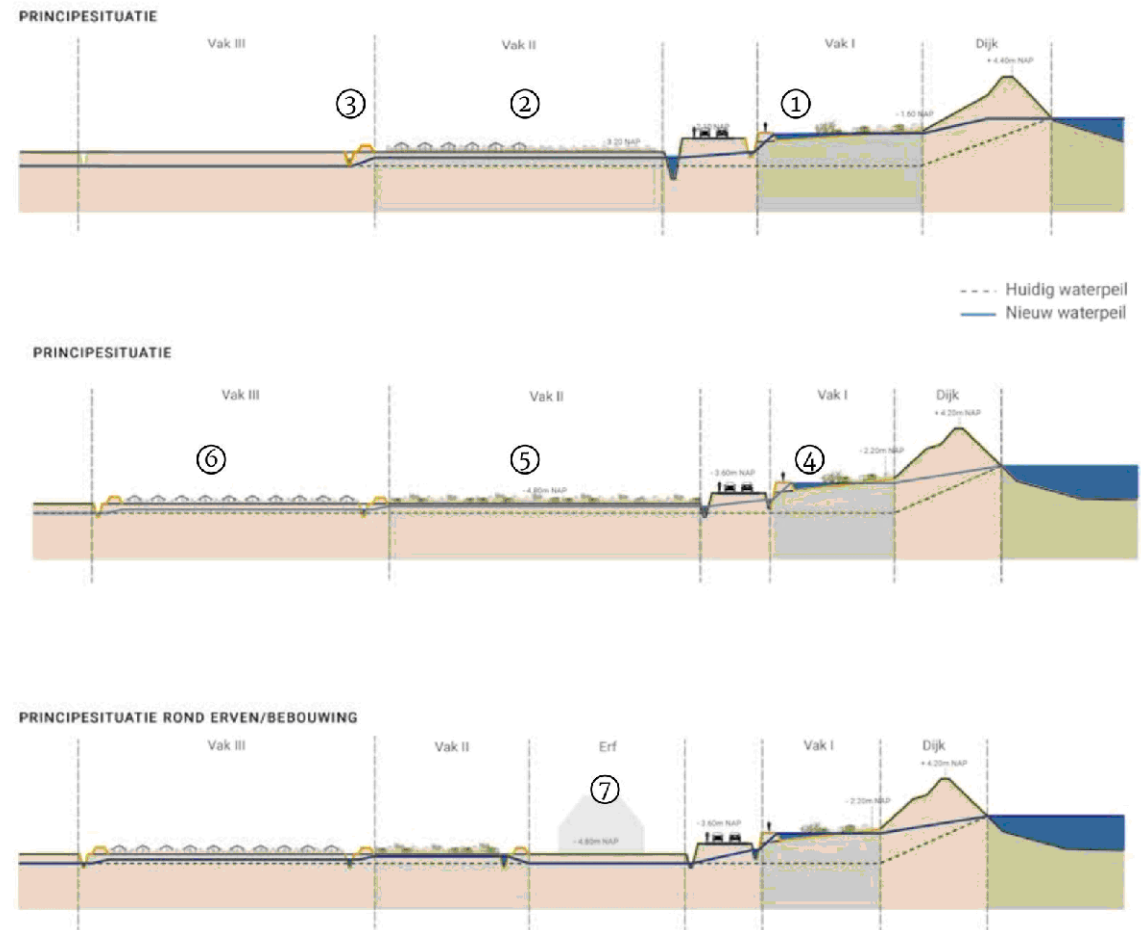 PRINCIPESITUATIE
Vak III
Vak II
Vak I
Dijk
+ 4.40m NAP
③
②
①
-1.60 NAP
-3.20 NAP
Huidig waterpeil
Nieuw waterpeil
PRINCIPESITUATIE
Vak III
Vak II
Vak I
Dijk
+ 4.20m NAP
⑥
⑤
④
-2.20m NAP
-3.60m NAP
-4.80m NAP
PRINCIPESITUATIE ROND ERVEN/BEBOUWING
Vak III
Vak II
Erf
Vak I
Dijk
+ 4.20m NAP
⑦
-2.20m NAP
-3.60m NAP
-4.80m NAP